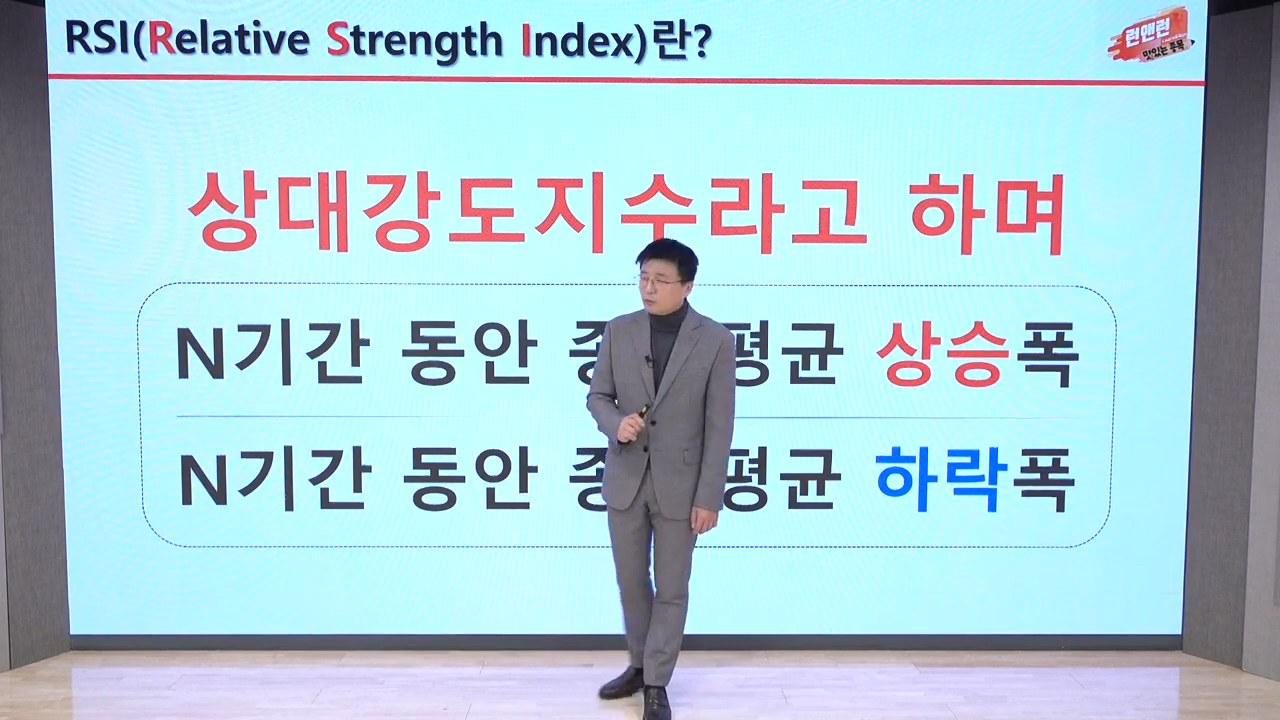 RSI(Relative Strength Index)란?
런앤런
맛있는 종목
상대강도지수라고 하며
N기간 동안 평균 상승폭
N기간 동안 평균 하락폭